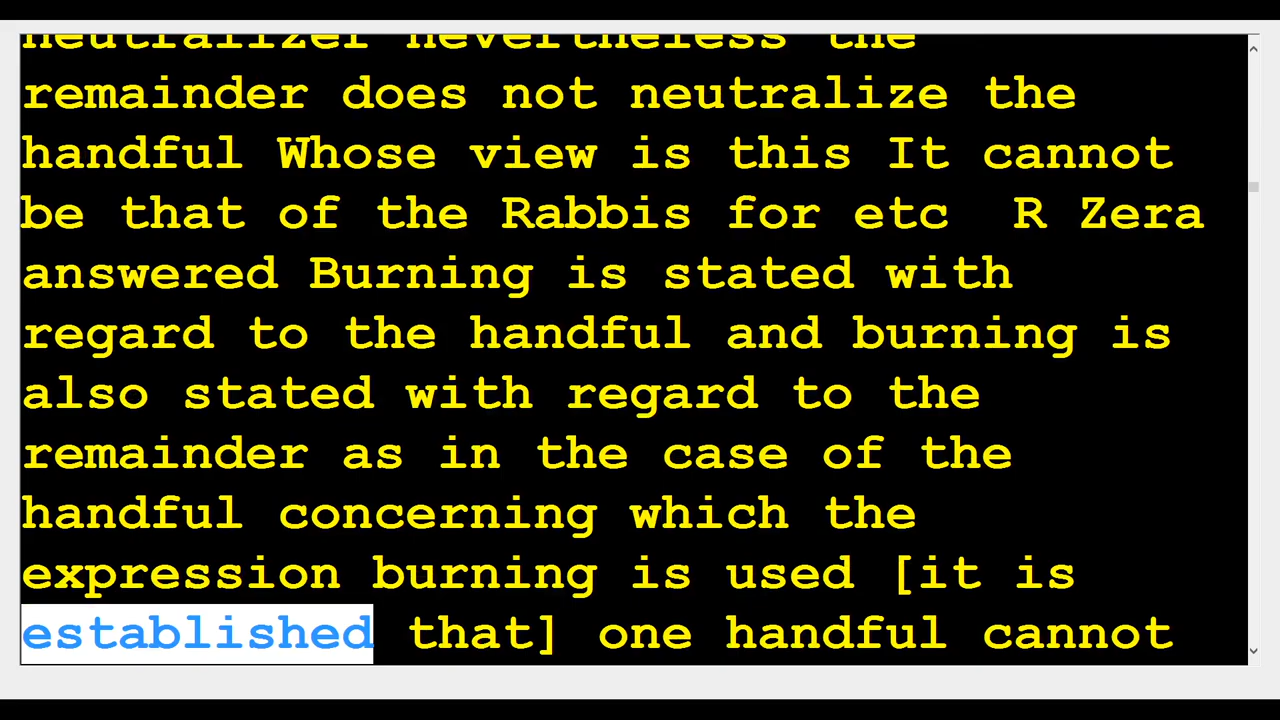 neutralizer nevertheless the
remainder does not neutralize the
handful Whose view is this It cannot
be that of the Rabbis for etc  R Zera
answered Burning is stated with
regard to the handful and burning is
also stated with regard to the
remainder as in the case of the
handful concerning which the
expression burning is used [it is
established that] one handful cannot